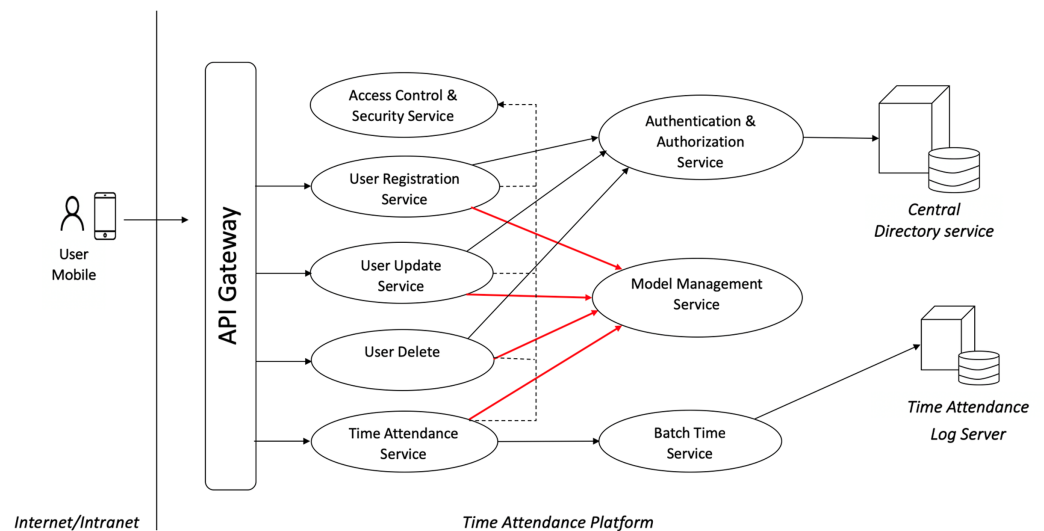 Access Control &
Security Service
Authentication &
Authorization
Service
User Registration
Service
Central
Directory service
User
Mobile
API Gateway
User Update
Service
Model Management
Service
User Delete
Time Attendance
Log Server
Time Attendance
Service
Batch Time
Service
Internet/Intranet
Time Attendance Platform